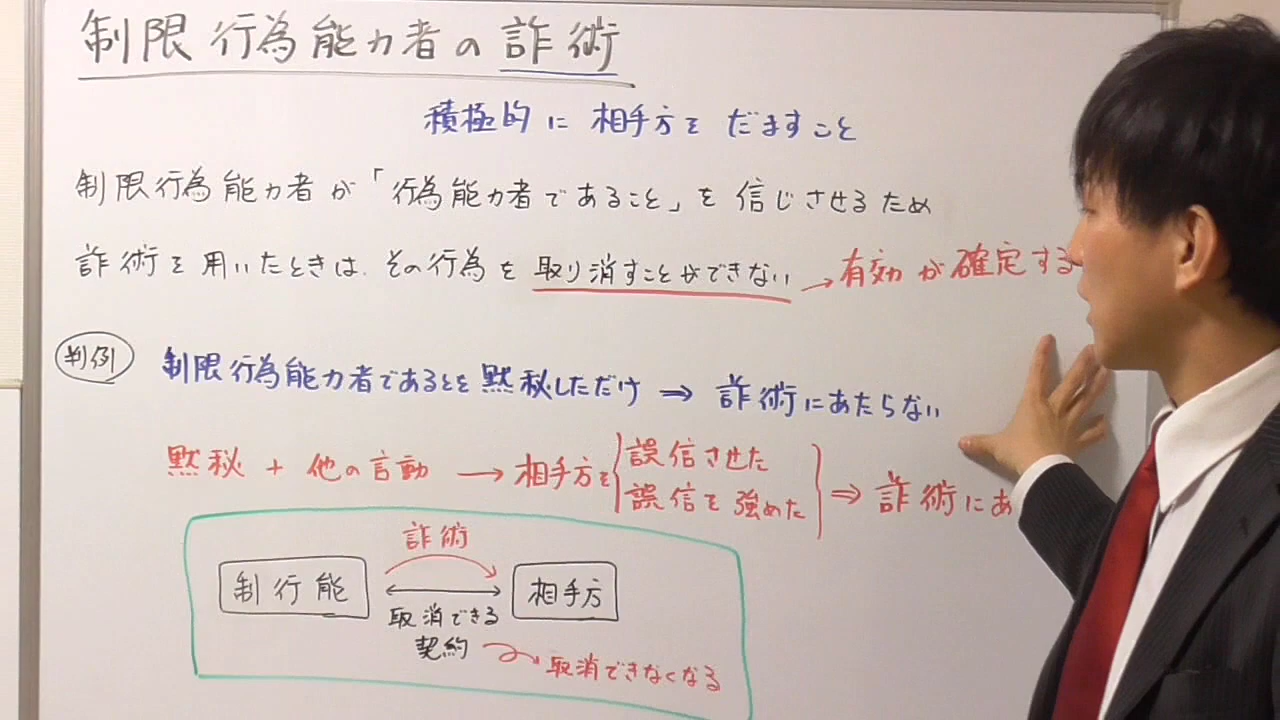 制限行為能力者の詐術
積極的に相手方をだますこと
制限行為能力者が「行為能力者であること」を信じさせるため
詐術を用いたときは、その行為を取り消すことができない → 有効が確定する
判例 制限行為能力者であるとを黙秘しただけ ⇒ 詐術にあたらない
黙秘 + 他の言動 → 相手方を { 誤信させた
誤信を強めた } ⇒ 詐術にあ
詐術
制行能 相手方
取消できる
契約 → 取消できなくなる